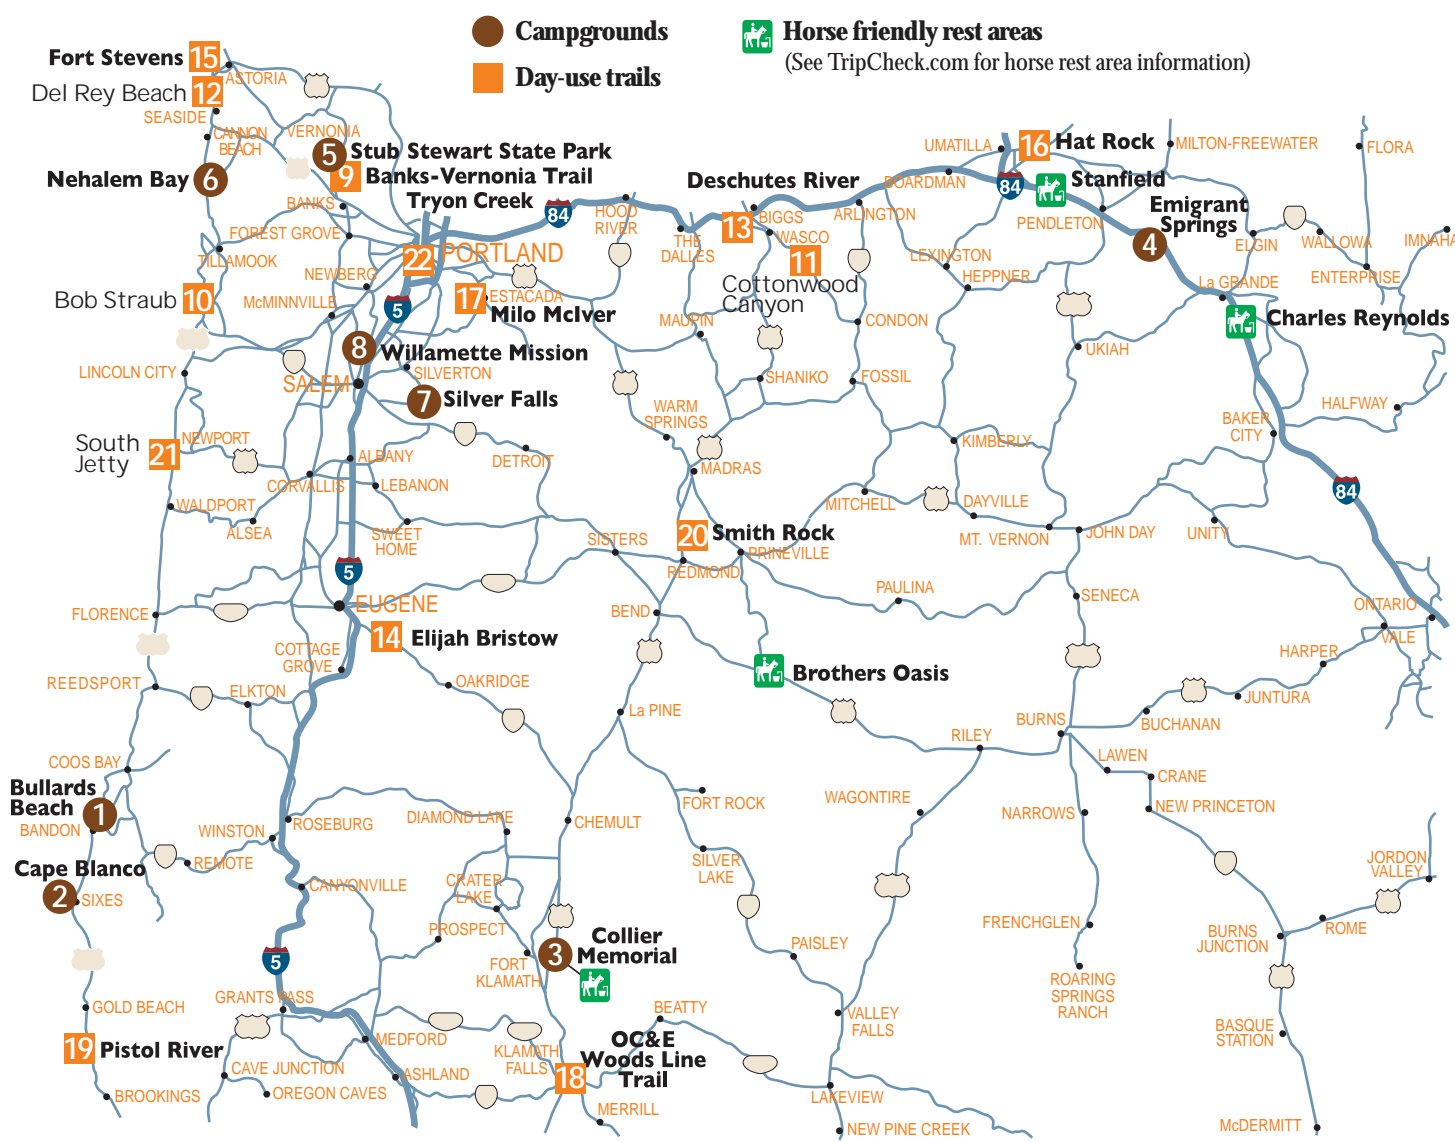 Campgrounds
Day-use trails
Horse friendly rest areas
(See TripCheck.com for horse rest area information)
Fort Stevens 15
ASTORIA
Del Rey Beach 12
SEASIDE
CANNON
BEACH
VERNONIA
5 Stub Stewart State Park
9 Banks-Vernonia Trail
Nehalem Bay 6
Tryon Creek
BANKS
FOREST GROVE
22 PORTLAND
TILLAMOOK
NEWBERG
Bob Straub 10
McMINNVILLE
5
17 ESTACADA
Milo McIver
84
HOOD
RIVER
THE
DALLES
Deschutes River
13 BIGGS
WASCO
11
Cottonwood
Canyon
ARLINGTON
BOARDMAN
UMATILLA
16 Hat Rock
84
Stanfield
PENDLETON
MILTON-FREEWATER
FLORA
Emigrant
Springs
4
ELGIN
WALLOWA
IMNAHA
ENTERPRISE
La GRANDE
LEXINGTON
HEPPNER
Charles Reynolds
MAUPIN
CONDON
UKIAH
8 Willamette Mission
SILVERTON
LINCOLN CITY
SALEM
7 Silver Falls
SHANIKO
FOSSIL
WARM
SPRINGS
HALFWAY
BAKER
CITY
South
Jetty
21
NEWPORT
ALBANY
DETROIT
KIMBERLY
MADRAS
CORVALLIS
LEBANON
84
WALDPORT
MITCHELL
DAYVILLE
ALSEA
SWEET
HOME
SISTERS
20 Smith Rock
PRINEVILLE
REDMOND
MT. VERNON
JOHN DAY
UNITY
5
EUGENE
PAULINA
SENECA
ONTARIO
VALE
FLORENCE
BEND
14 Elijah Bristow
COTTAGE
GROVE
HARPER
Brothers Oasis
REEDSPORT
ELKTON
OAKRIDGE
La PINE
JUNTURA
BUCHANAN
BURNS
RILEY
COOS BAY
LAWEN
CRANE
Bullards
Beach
1
BANDON
FORT ROCK
WAGONTIRE
NARROWS
NEW PRINCETON
WINSTON
ROSEBURG
DIAMOND LAKE
CHEMULT
Cape Blanco
2
SIXES
REMOTE
SILVER
LAKE
JORDON
VALLEY
CANYONVILLE
CRATER
LAKE
PROSPECT
FRENCHGLEN
BURNS
JUNCTION
ROME
5
FORT
KLAMATH
3
Collier
Memorial
PAISLEY
ROARING
SPRINGS
RANCH
GOLD BEACH
GRANTS PASS
BEATTY
VALLEY
FALLS
BASQUE
STATION
19 Pistol River
MEDFORD
KLAMATH
FALLS
OC&E
Woods Line
Trail
18
CAVE JUNCTION
ASHLAND
OREGON CAVES
BROOKINGS
LAKEVIEW
MERRILL
NEW PINE CREEK
McDERMITT